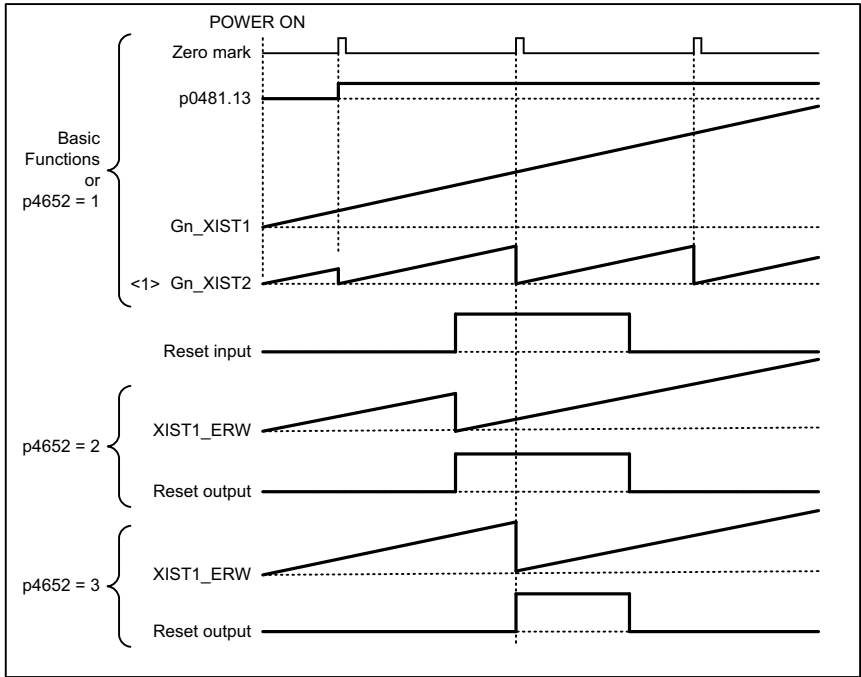 POWER ON
Zero mark
p0481.13
Basic
Functions
or
p4652 = 1
Gn_XIST1
<1> Gn_XIST2
Reset input
p4652 = 2
XIST1_ERW
Reset output
p4652 = 3
XIST1_ERW
Reset output